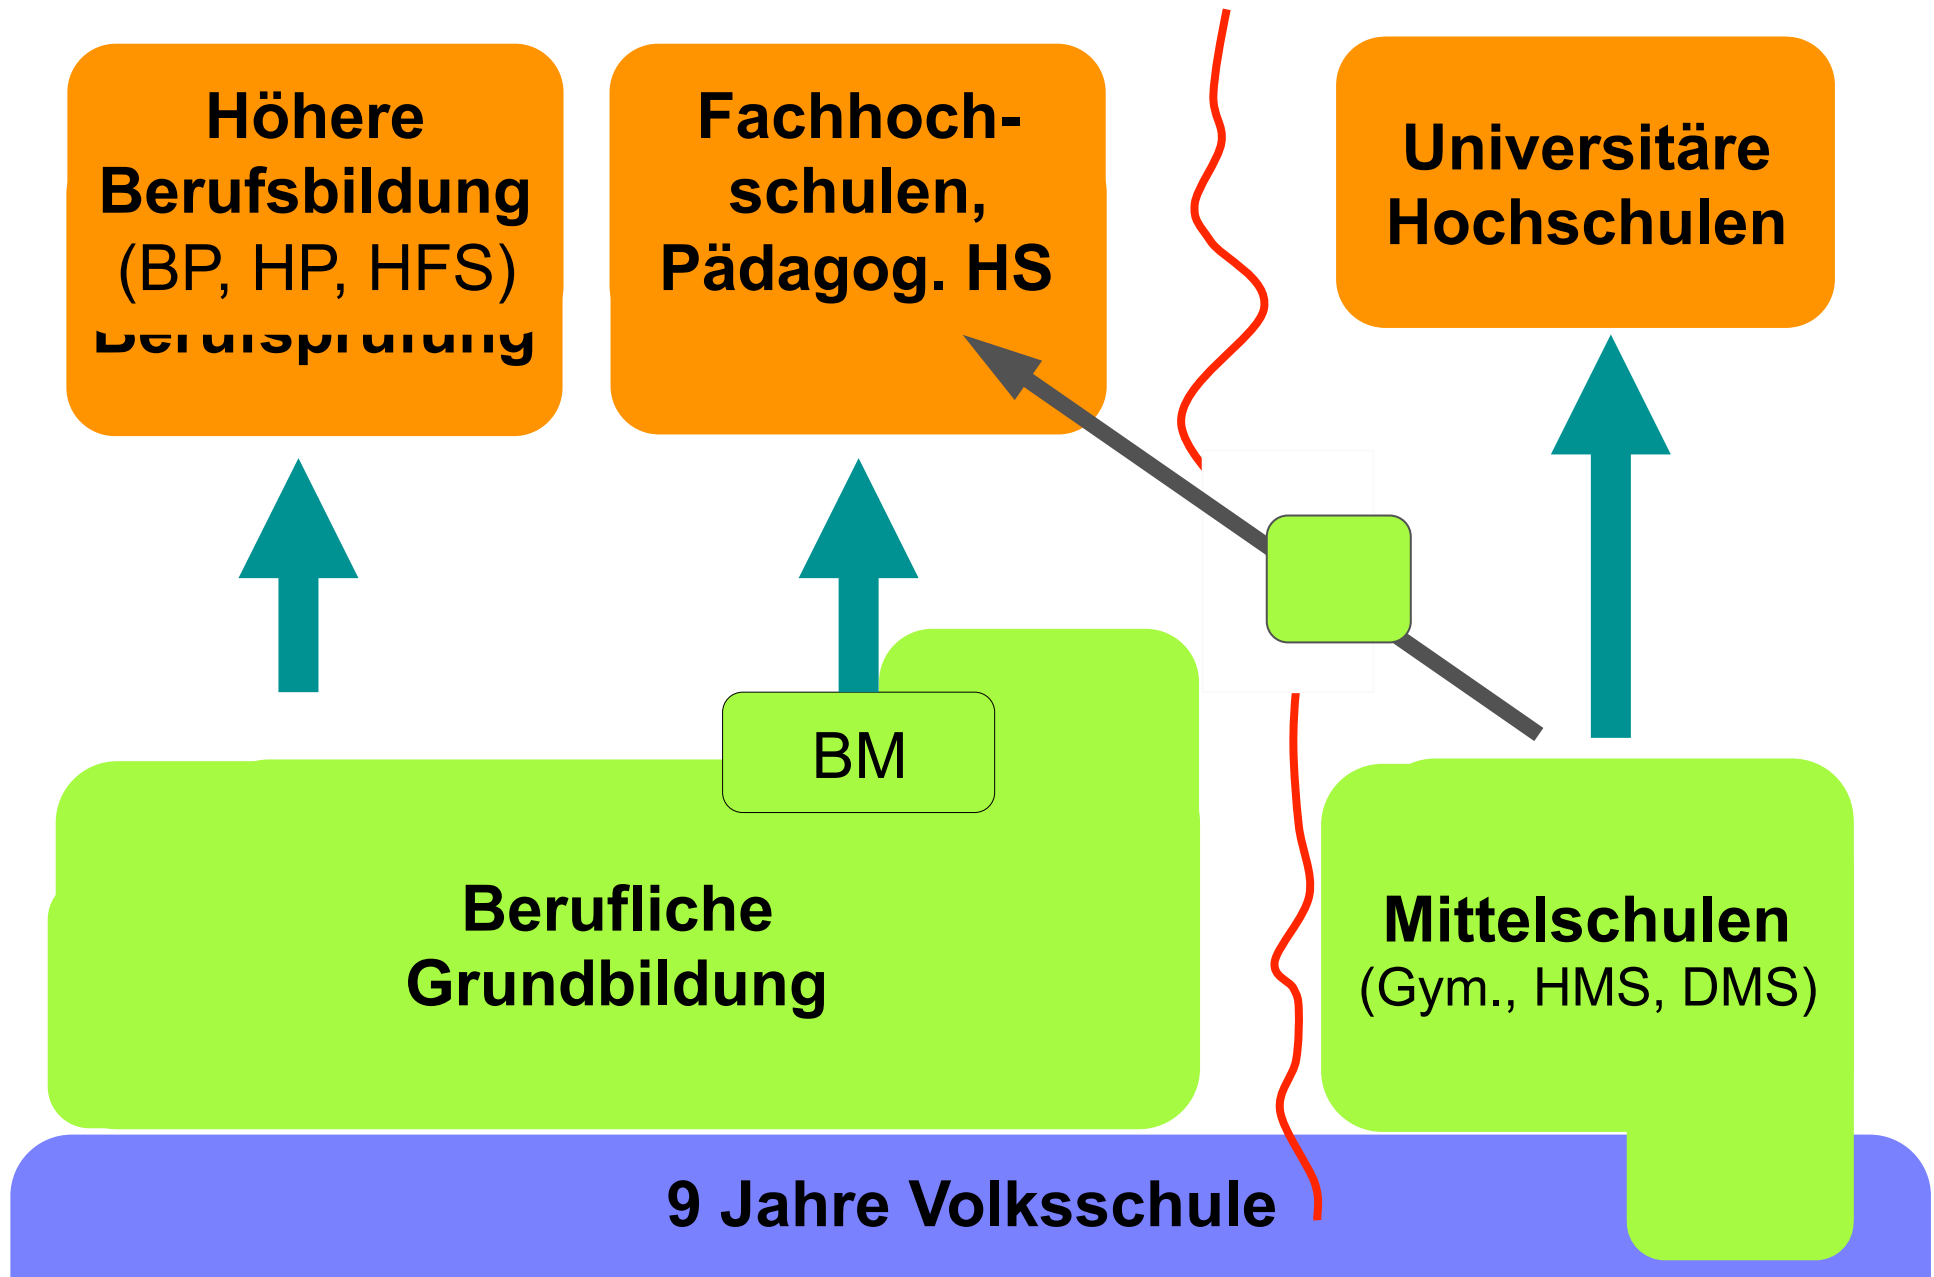 Höhere
Berufsbildung
(BP, HP, HFS)
Berufsprüfung
Fachhoch-
schulen,
Pädagog. HS
Universitäre
Hochschulen
BM
Berufliche
Grundbildung
Mittelschulen
(Gym., HMS, DMS)
9 Jahre Volksschule